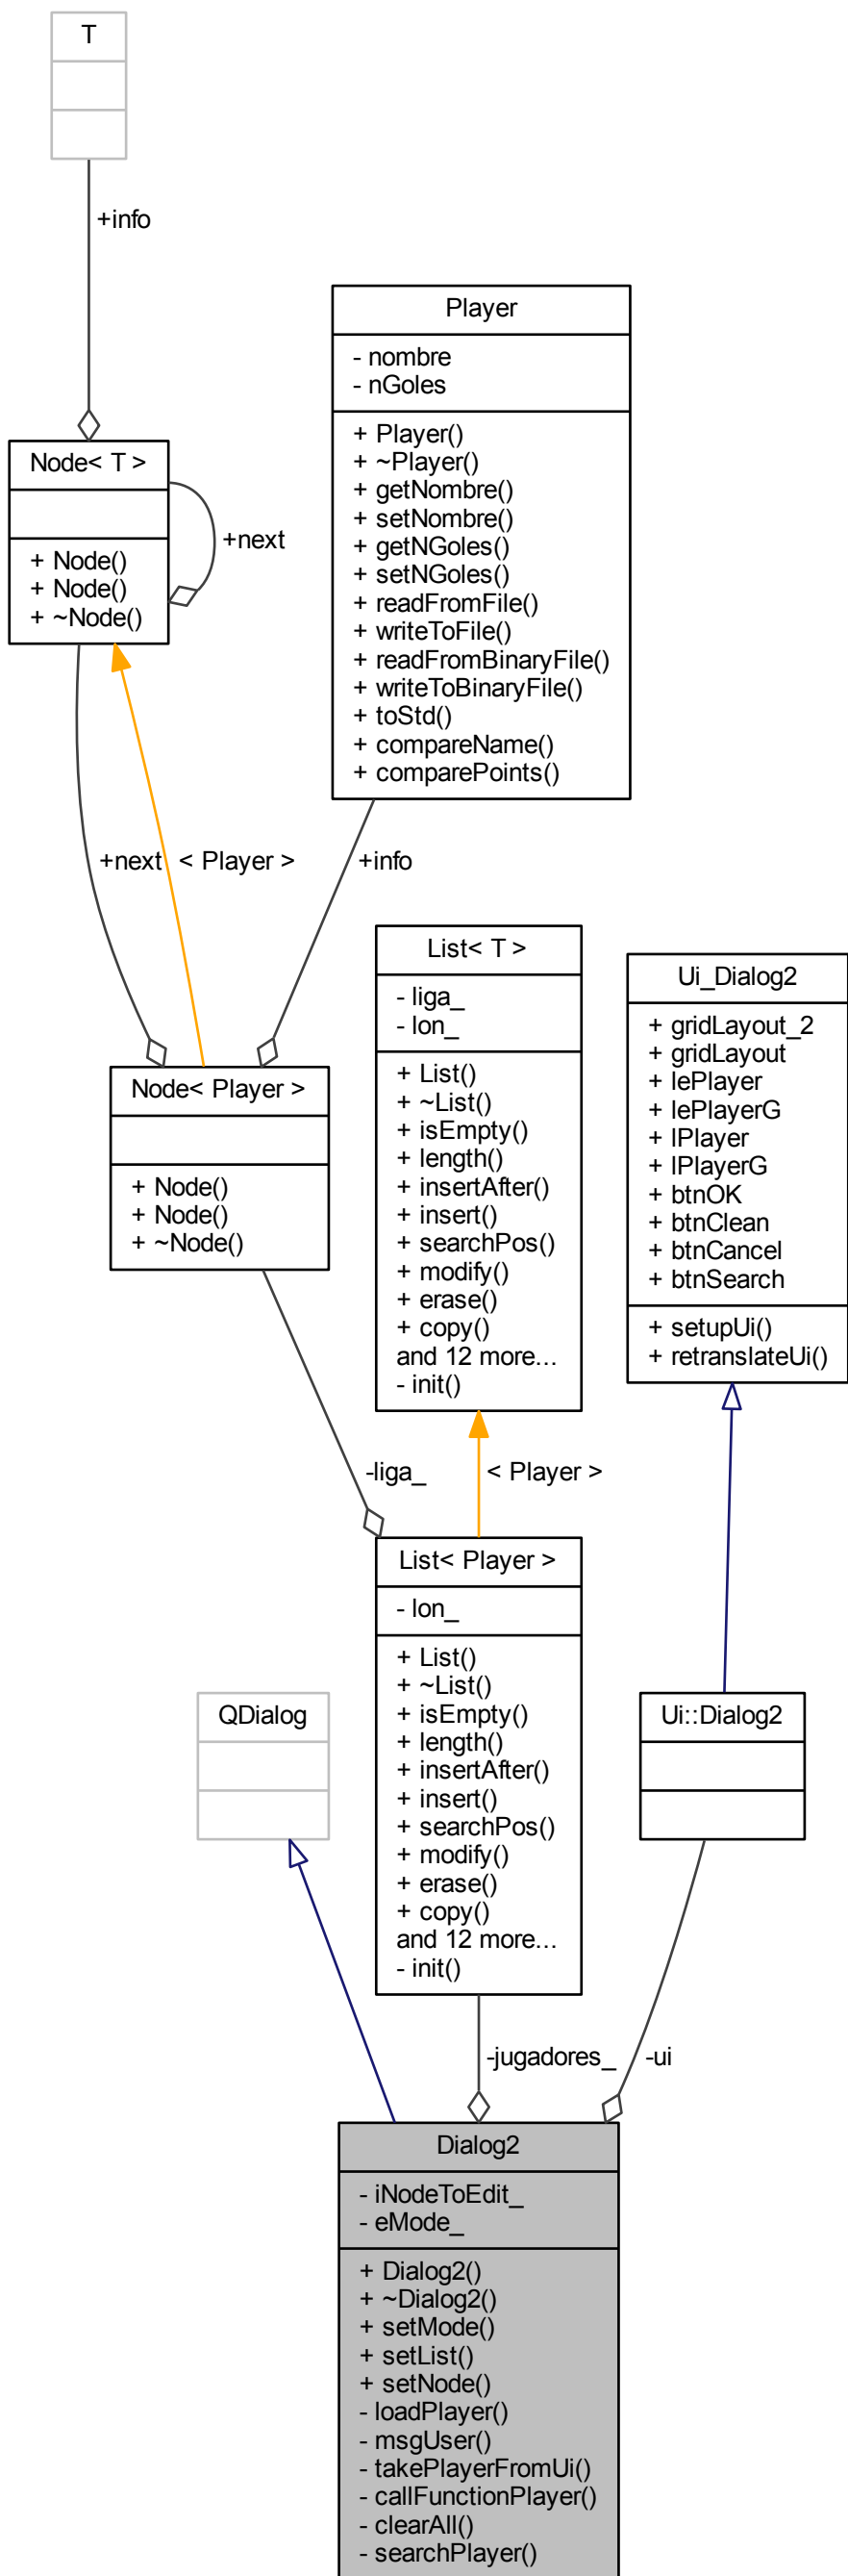 T
+info
Player
- nombre
- nGoles
+ Player()
+ ~Player()
+ getNombre()
+ setNombre()
+ getNGoles()
+ setNGoles()
+ readFromFile()
+ writeToFile()
+ readFromBinaryFile()
+ writeToBinaryFile()
+ toStd()
+ compareName()
+ comparePoints()
Node< T >
+ Node()
+ Node()
+ ~Node()
+next
+next
< Player >
+info
List< T >
- liga_
- lon_
+ List()
+ ~List()
+ isEmpty()
+ length()
+ insertAfter()
+ insert()
+ searchPos()
+ modify()
+ erase()
+ copy()
and 12 more...
- init()
Ui_Dialog2
+ gridLayout_2
+ gridLayout
+ lePlayer
+ lePlayerG
+ lPlayer
+ lPlayerG
+ btnOK
+ btnClean
+ btnCancel
+ btnSearch
+ setupUi()
+ retranslateUi()
Node< Player >
+ Node()
+ Node()
+ ~Node()
-liga_
< Player >
List< Player >
- lon_
+ List()
+ ~List()
+ isEmpty()
+ length()
+ insertAfter()
+ insert()
+ searchPos()
+ modify()
+ erase()
+ copy()
and 12 more...
- init()
QDialog
Ui::Dialog2
-jugadores_
-ui
Dialog2
- iNodeToEdit_
- eMode_
+ Dialog2()
+ ~Dialog2()
+ setMode()
+ setList()
+ setNode()
- loadPlayer()
- msgUser()
- takePlayerFromUi()
- callFunctionPlayer()
- clearAll()
- searchPlayer()